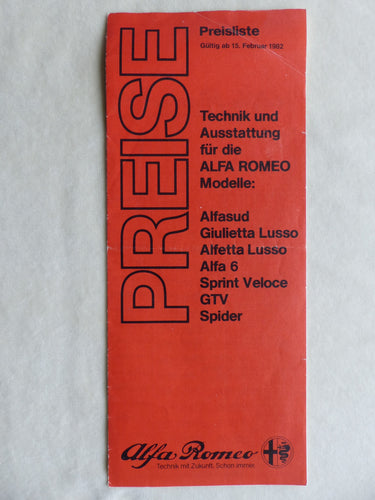 PREISE
Preisliste
Gültig ab 15. Februar 1982
Technik und
Ausstattung
für die
ALFA ROMEO
Modelle:
Alfasud
Giulietta Lusso
Alfetta Lusso
Alfa 6
Sprint Veloce
GTV
Spider
Alfa Romeo
Technik mit Zukunft. Schon immer.